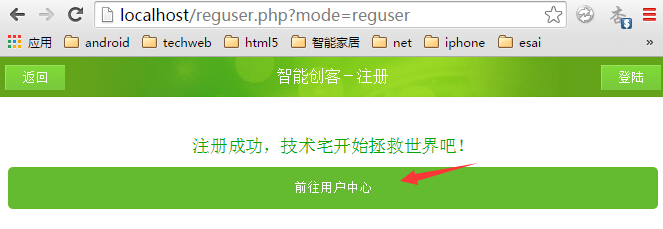 localhost/reguser.php?mode=reguser
应用 android techweb html5 智能家居 net iphone esai »
返回 智能创客－注册 登陆
注册成功，技术宅开始拯救世界吧！
前往用户中心